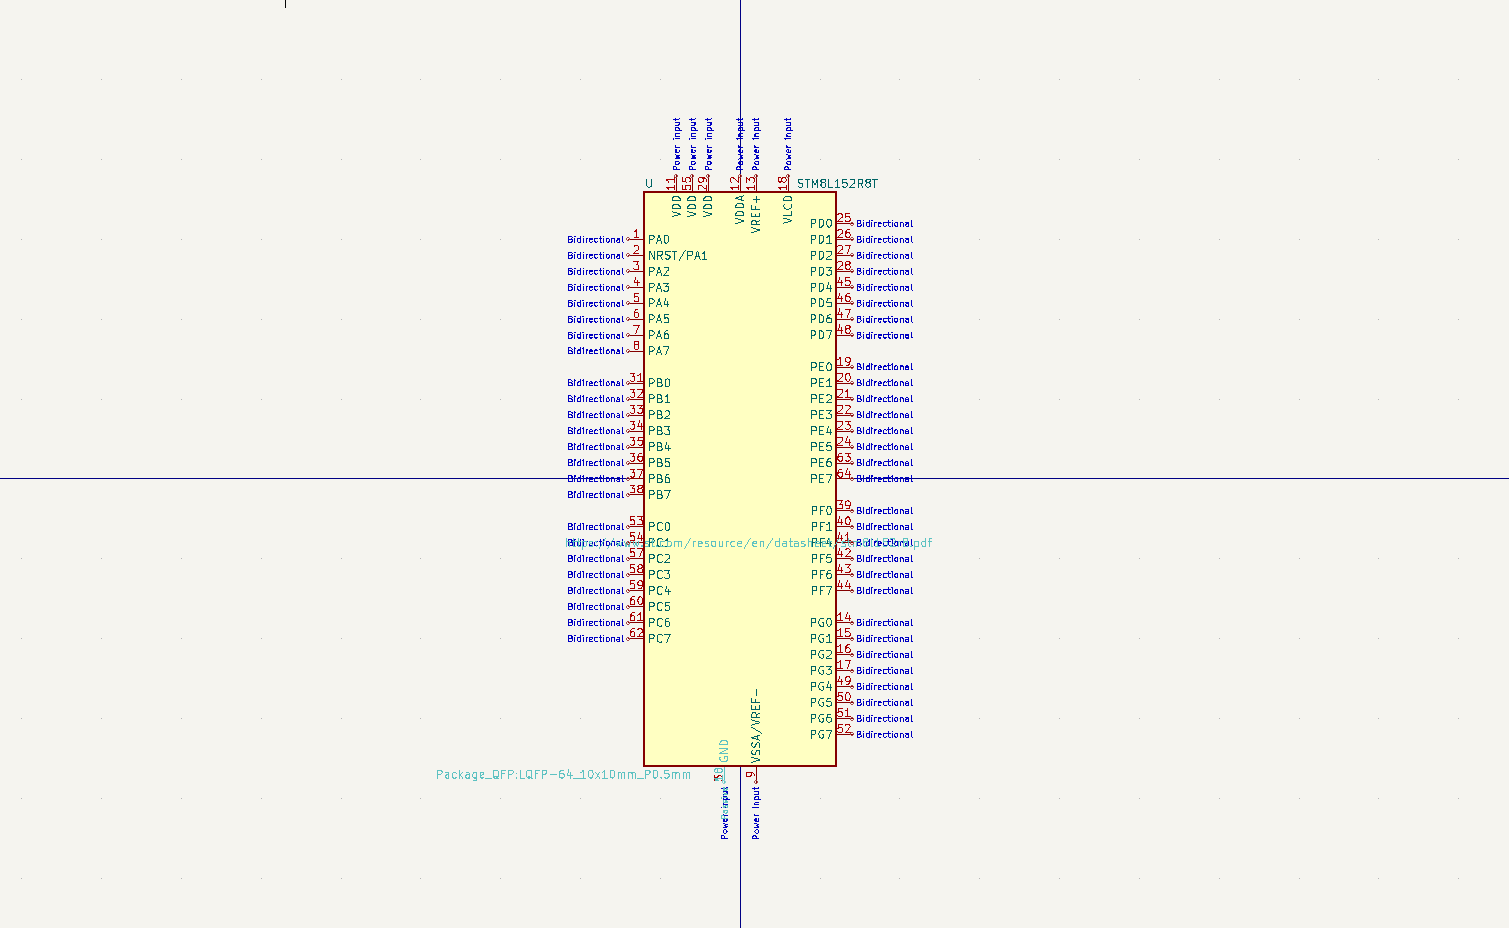 Power input Power input Power input Power input Power input Power input
U 11 55 29 12 13 18 STM8L152R8T
VDD VDD VDD VDDA VREF+ VLCD
PD0 25 Bidirectional
Bidirectional 1 PA0 PD1 26 Bidirectional
Bidirectional 2 NRST/PA1 PD2 27 Bidirectional
Bidirectional 3 PA2 PD3 28 Bidirectional
Bidirectional 4 PA3 PD4 45 Bidirectional
Bidirectional 5 PA4 PD5 46 Bidirectional
Bidirectional 6 PA5 PD6 47 Bidirectional
Bidirectional 7 PA6 PD7 48 Bidirectional
Bidirectional 8 PA7
PE0 19 Bidirectional
Bidirectional 31 PB0 PE1 20 Bidirectional
Bidirectional 32 PB1 PE2 21 Bidirectional
Bidirectional 33 PB2 PE3 22 Bidirectional
Bidirectional 34 PB3 PE4 23 Bidirectional
Bidirectional 35 PB4 PE5 24 Bidirectional
Bidirectional 36 PB5 PE6 63 Bidirectional
Bidirectional 37 PB6 PE7 64 Bidirectional
Bidirectional 38 PB7
PF0 39 Bidirectional
Bidirectional 53 PC0 PF1 40 Bidirectional
Bidirectional 54 PC1 PF4 41 Bidirectional
Bidirectional 57 PC2 PF5 42 Bidirectional
Bidirectional 58 PC3 PF6 43 Bidirectional
Bidirectional 59 PC4 PF7 44 Bidirectional
Bidirectional 60 PC5
Bidirectional 61 PC6 PG0 14 Bidirectional
Bidirectional 62 PC7 PG1 15 Bidirectional
PG2 16 Bidirectional
PG3 17 Bidirectional
PG4 49 Bidirectional
PG5 50 Bidirectional
PG6 51 Bidirectional
PG7 52 Bidirectional
GND VSSA/VREF-
Package_QFP:LQFP-64_10x10mm_P0.5mm
9
Power input Power input